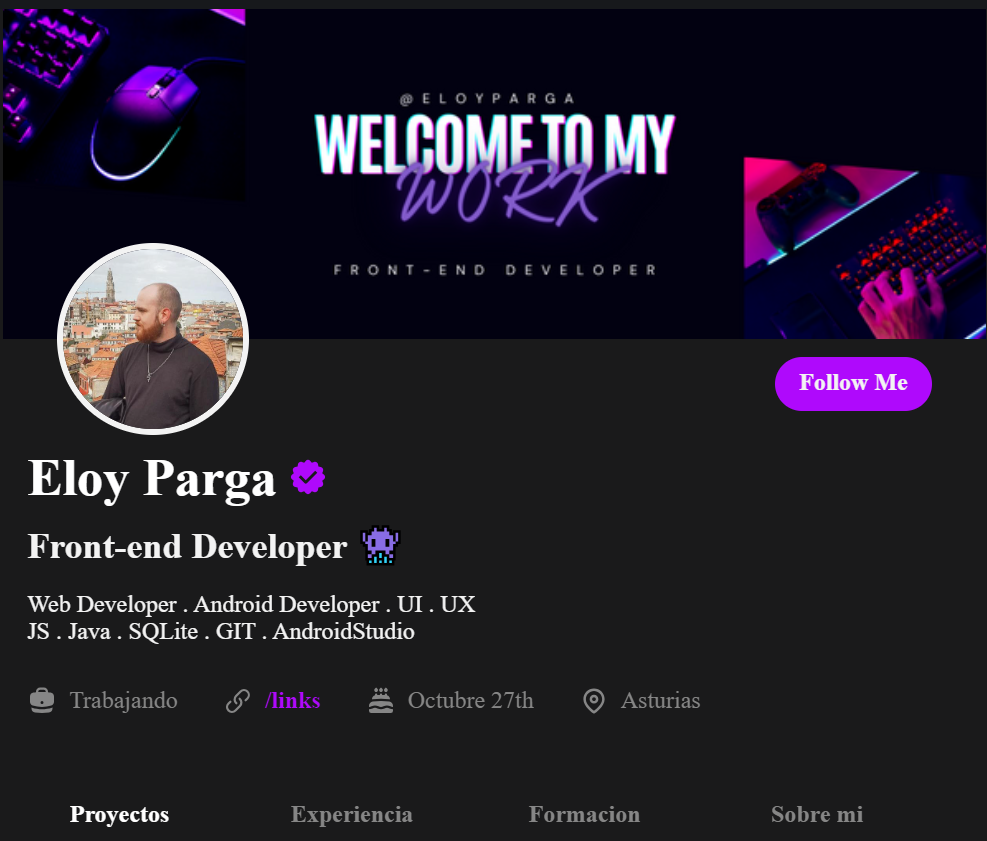 @ELOYPARGA
WELCOME TO MY
WORK
FRONT-END DEVELOPER
Follow Me
Eloy Parga
Front-end Developer
Web Developer . Android Developer . UI . UX
JS . Java . SQLite . GIT . AndroidStudio
Trabajando /links Octubre 27th Asturias
Proyectos Experiencia Formacion Sobre mi